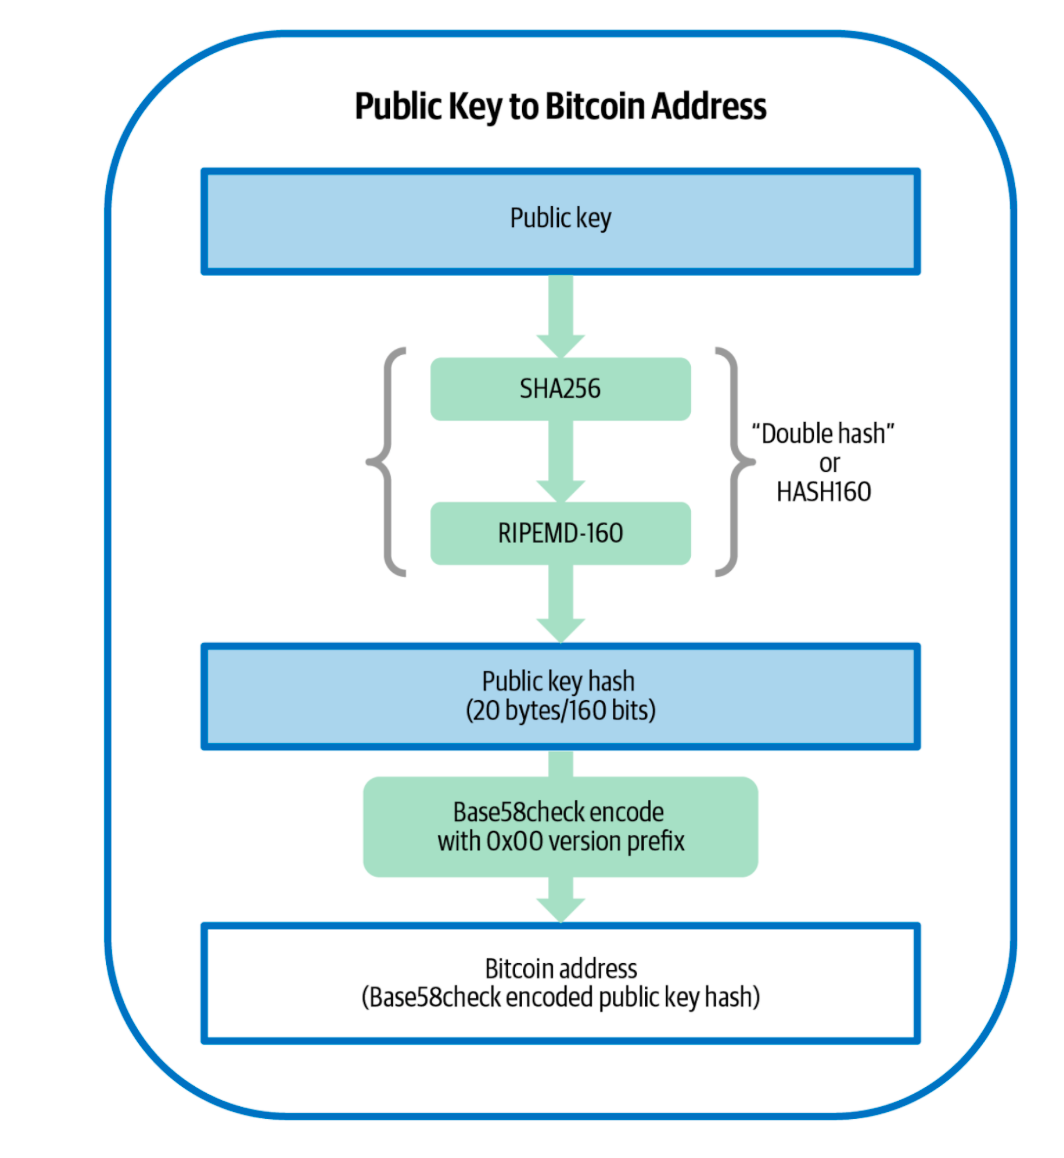 Public Key to Bitcoin Address
Public key
SHA256
“Double hash”
or
HASH160
RIPEMD-160
Public key hash
(20 bytes/160 bits)
Base58check encode
with 0x00 version prefix
Bitcoin address
(Base58check encoded public key hash)